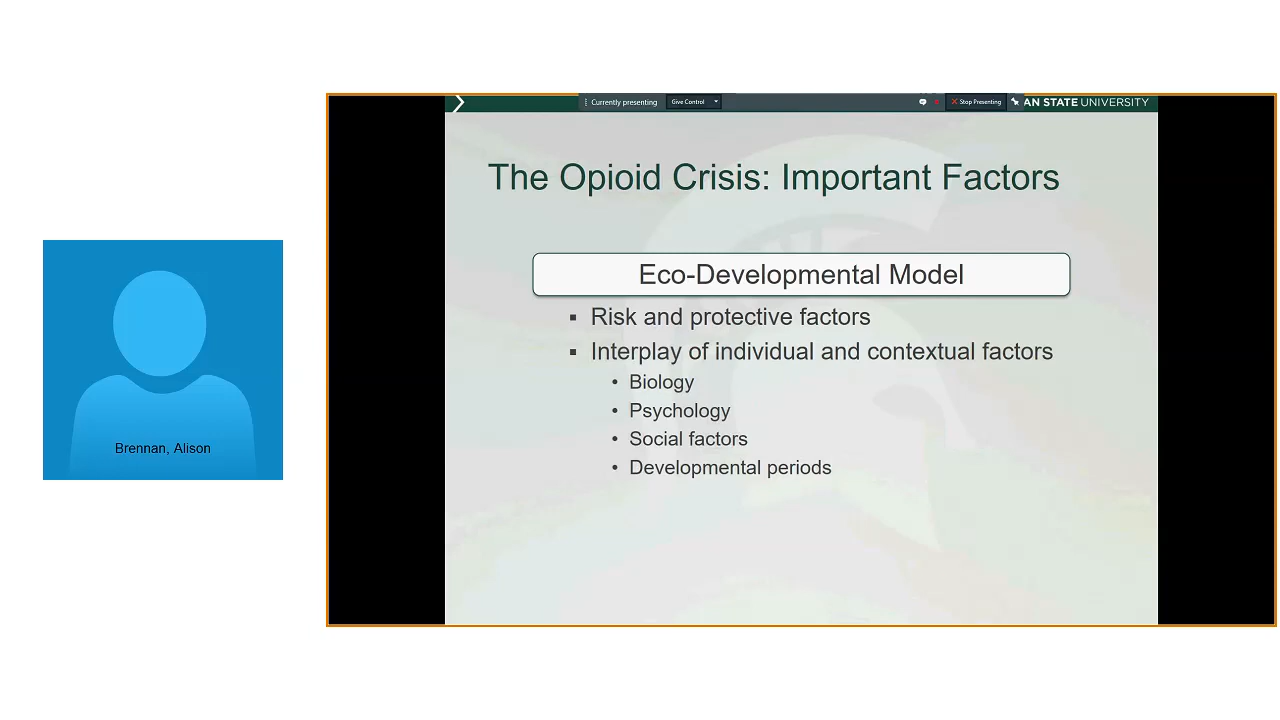 Currently presenting
Give Control
Stop Presenting
AN STATE UNIVERSITY
The Opioid Crisis: Important Factors
Eco-Developmental Model
▪ Risk and protective factors
▪ Interplay of individual and contextual factors
• Biology
• Psychology
• Social factors
• Developmental periods
Brennan, Alison